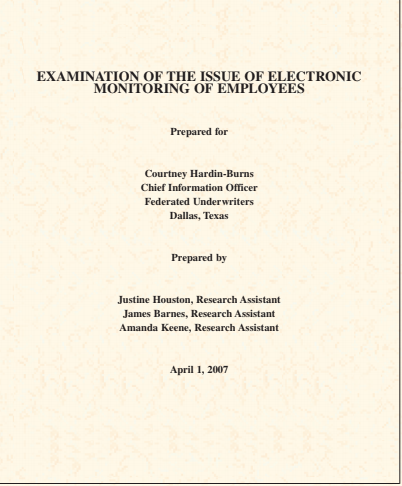 EXAMINATION OF THE ISSUE OF ELECTRONIC
MONITORING OF EMPLOYEES
Prepared for
Courtney Hardin-Burns
Chief Information Officer
Federated Underwriters
Dallas, Texas
Prepared by
Justine Houston, Research Assistant
James Barnes, Research Assistant
Amanda Keene, Research Assistant
April 1, 2007